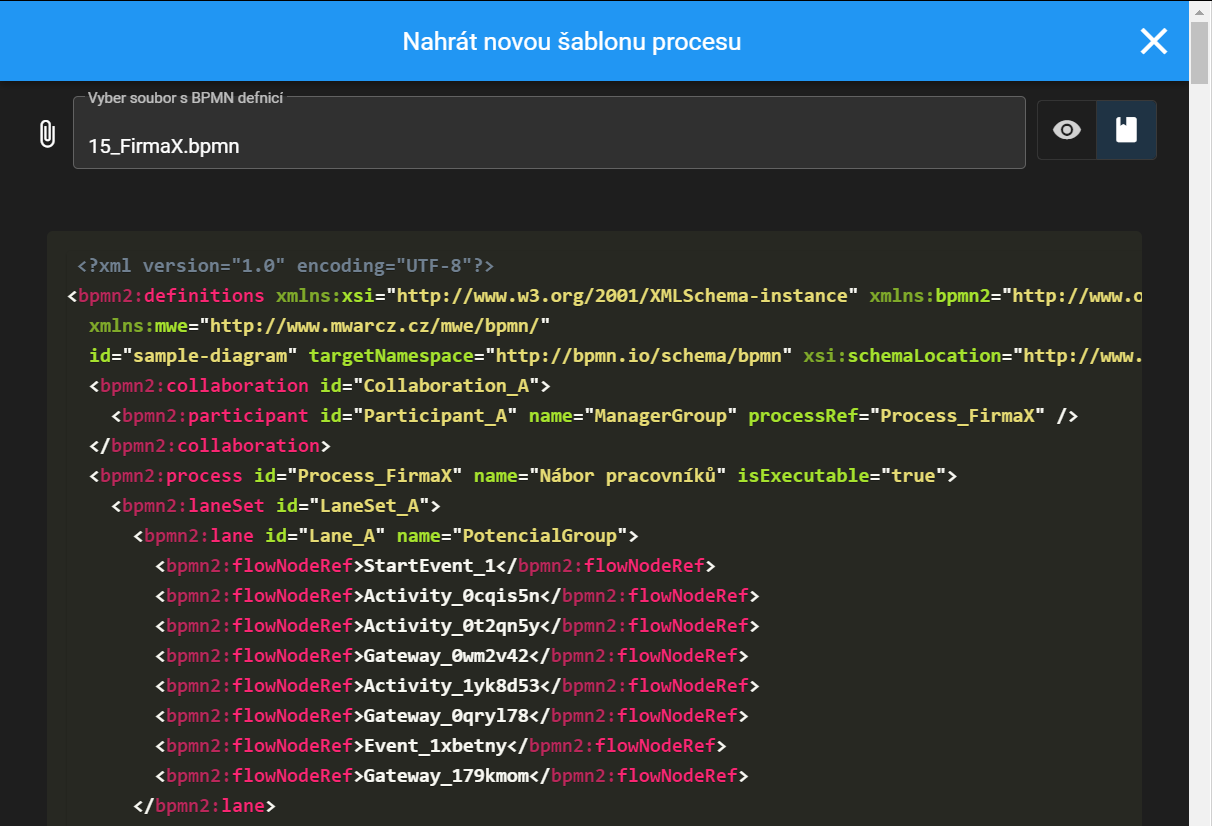 Nahrát novou šablonu procesu
Vyber soubor s BPMN defnicí
15_FirmaX.bpmn
<?xml version="1.0" encoding="UTF-8"?>
<bpmn2:definitions xmlns:xsi="http://www.w3.org/2001/XMLSchema-instance" xmlns:bpmn2="http://www.o
xmlns:mwe="http://www.mwarcz.cz/mwe/bpmn/"
id="sample-diagram" targetNamespace="http://bpmn.io/schema/bpmn" xsi:schemaLocation="http://www.
<bpmn2:collaboration id="Collaboration_A">
<bpmn2:participant id="Participant_A" name="ManagerGroup" processRef="Process_FirmaX" />
</bpmn2:collaboration>
<bpmn2:process id="Process_FirmaX" name="Nábor pracovníků" isExecutable="true">
<bpmn2:laneSet id="LaneSet_A">
<bpmn2:lane id="Lane_A" name="PotencialGroup">
<bpmn2:flowNodeRef>StartEvent_1</bpmn2:flowNodeRef>
<bpmn2:flowNodeRef>Activity_0cqis5n</bpmn2:flowNodeRef>
<bpmn2:flowNodeRef>Activity_0t2qn5y</bpmn2:flowNodeRef>
<bpmn2:flowNodeRef>Gateway_0wm2v42</bpmn2:flowNodeRef>
<bpmn2:flowNodeRef>Activity_1yk8d53</bpmn2:flowNodeRef>
<bpmn2:flowNodeRef>Gateway_0qryl78</bpmn2:flowNodeRef>
<bpmn2:flowNodeRef>Event_1xbetny</bpmn2:flowNodeRef>
<bpmn2:flowNodeRef>Gateway_179kmom</bpmn2:flowNodeRef>
</bpmn2:lane>